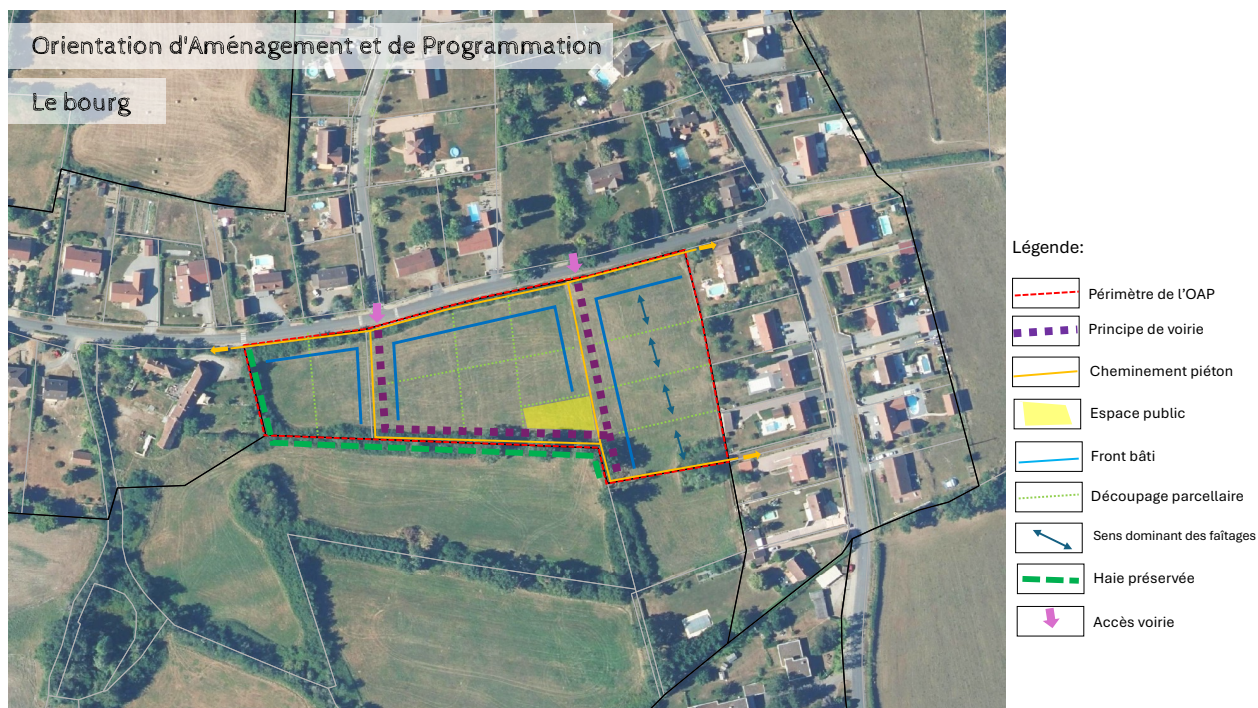 Orientation d'Aménagement et de Programmation
Le bourg
Légende:
Périmètre de l'OAP
Principe de voirie
Cheminement piéton
Espace public
Front bâti
Découpage parcellaire
Sens dominant des faîtages
Haie préservée
Accès voirie